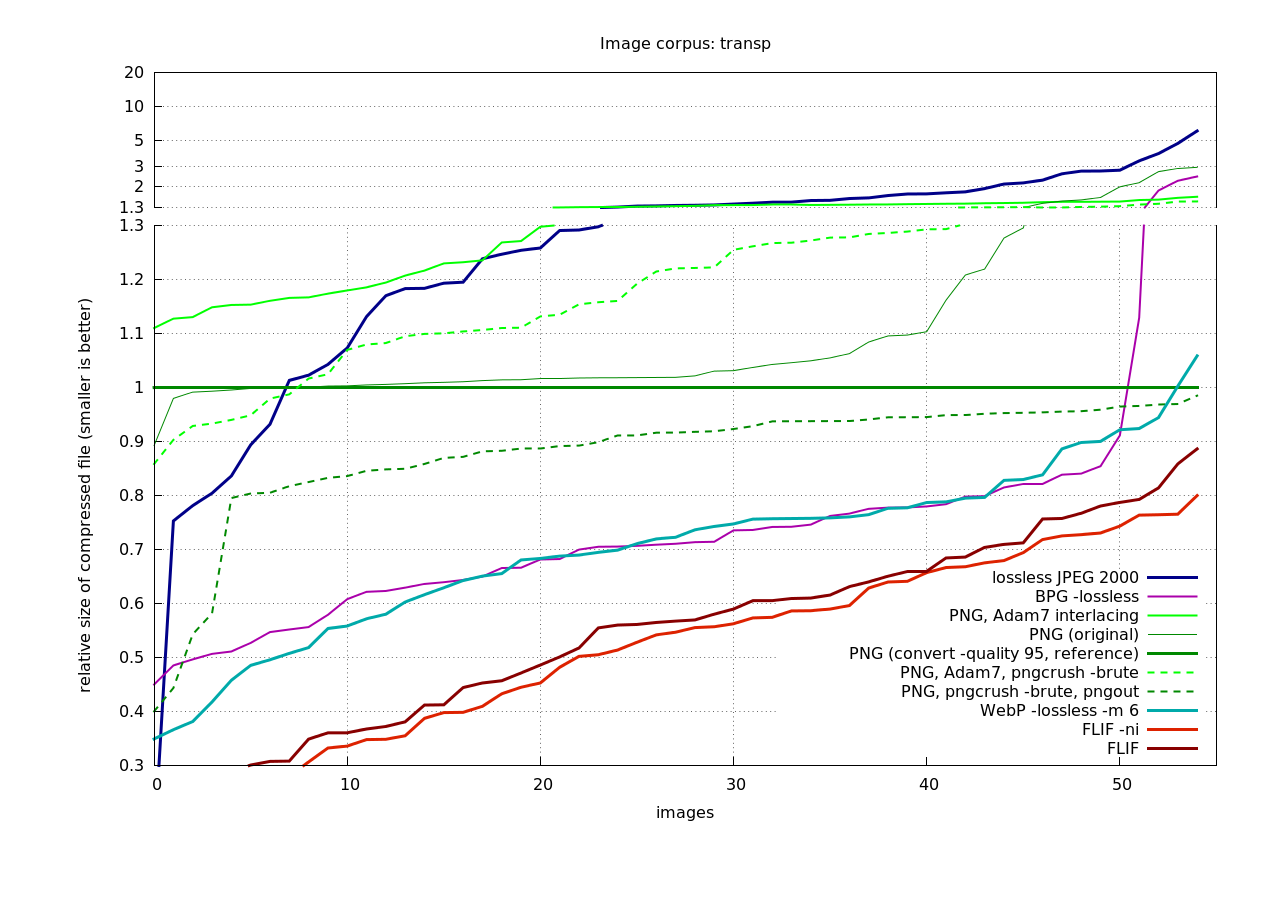 Image corpus: transp
20
10
5
3
2
1.3
1.3
1.2
1.1
1
0.9
0.8
0.7
0.6
0.5
0.4
0.3
relative size of compressed file (smaller is better)
lossless JPEG 2000
BPG -lossless
PNG, Adam7 interlacing
PNG (original)
PNG (convert -quality 95, reference)
PNG, Adam7, pngcrush -brute
PNG, pngcrush -brute, pngout
WebP -lossless -m 6
FLIF -ni
FLIF
0 10 20 30 40 50
images